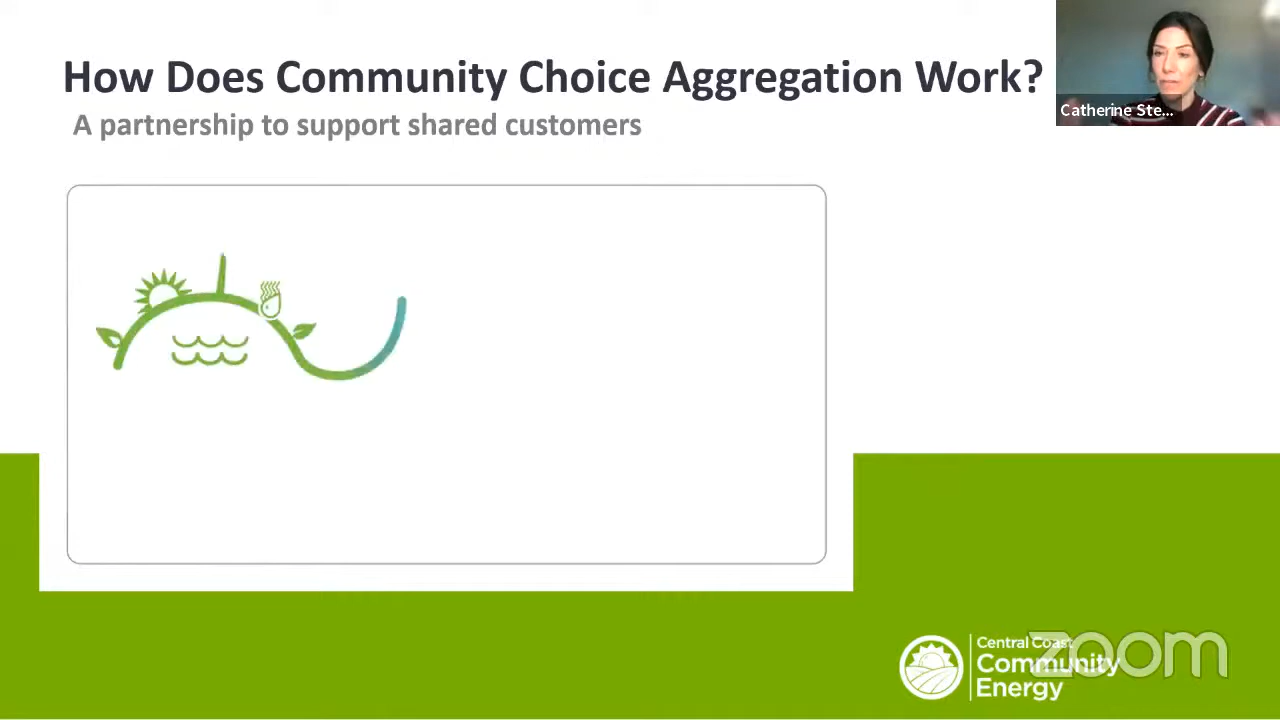 How Does Community Choice Aggregation Work?
A partnership to support shared customers
Catherine Ste...
Central Coast
Community
Energy
zoom